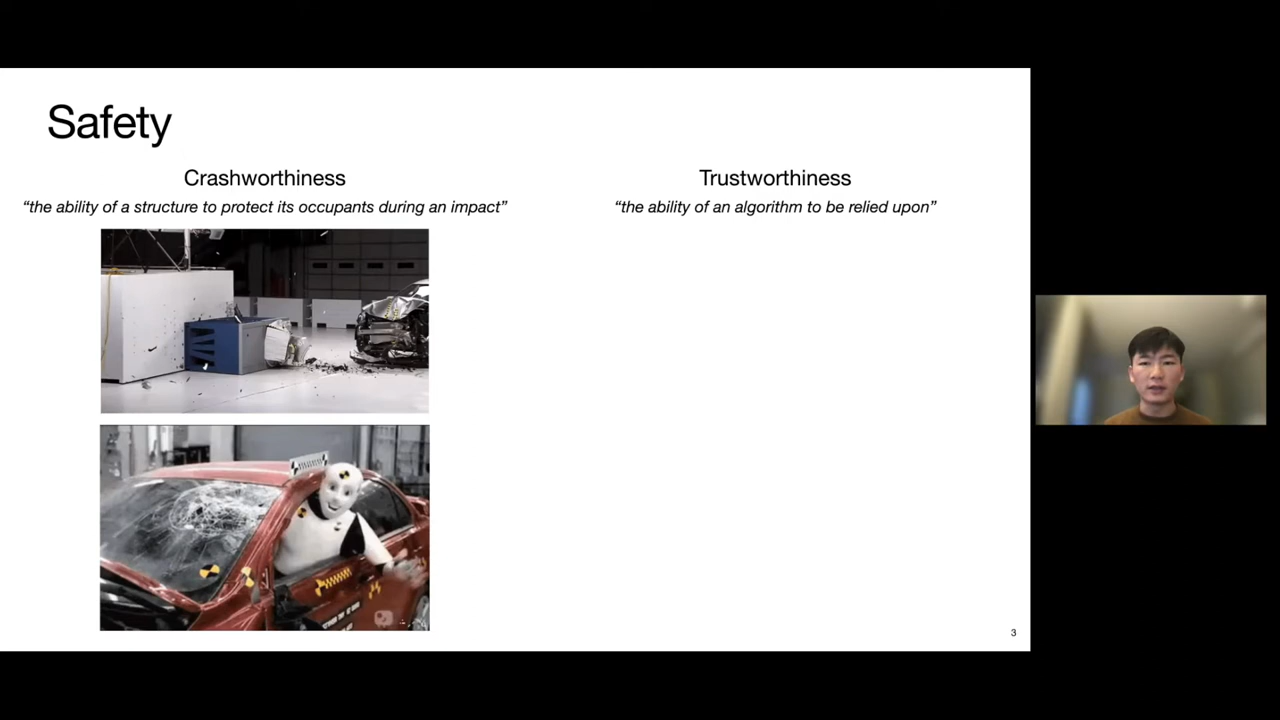 Safety
Crashworthiness
“the ability of a structure to protect its occupants during an impact”
Trustworthiness
“the ability of an algorithm to be relied upon”
3